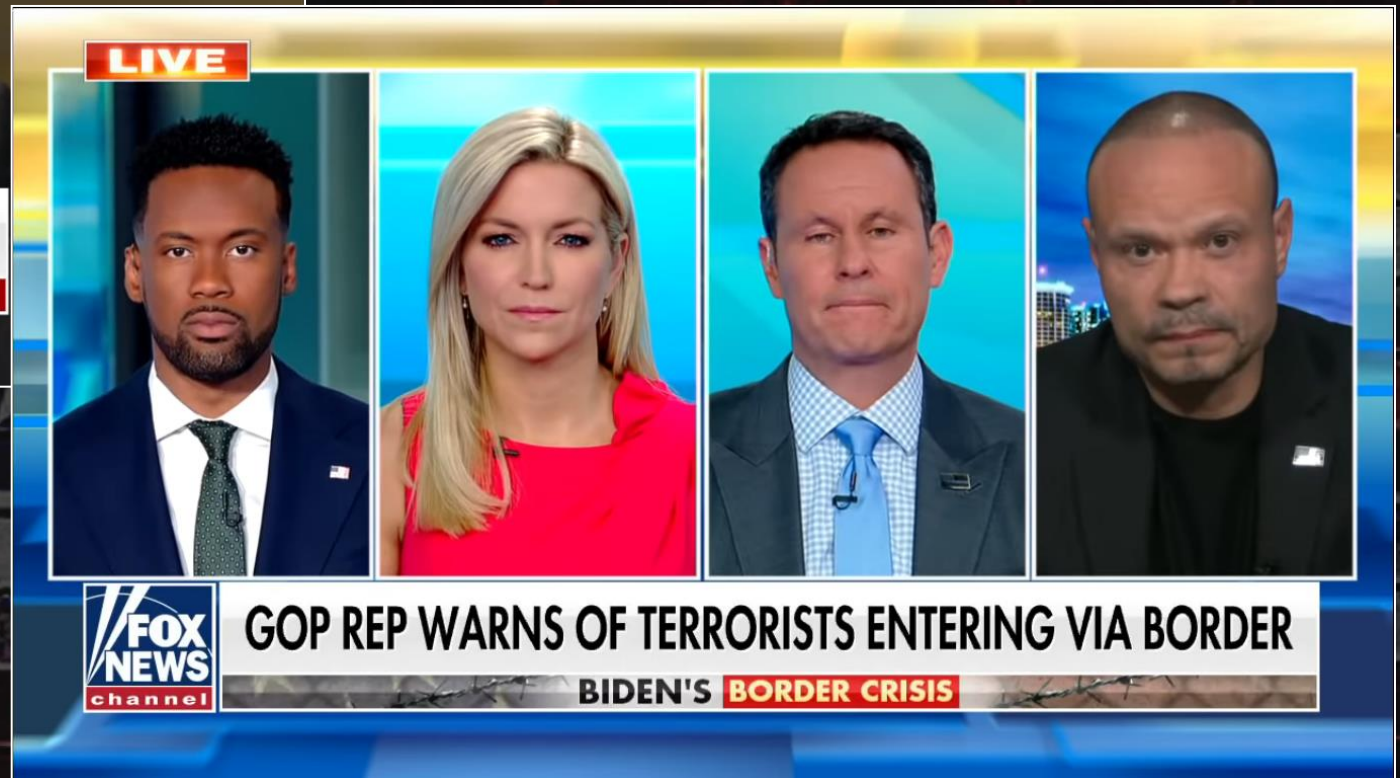 LIVE
GOP REP WARNS OF TERRORISTS ENTERING VIA BORDER
FOX
NEWS
channel
BIDEN'S BORDER CRISIS